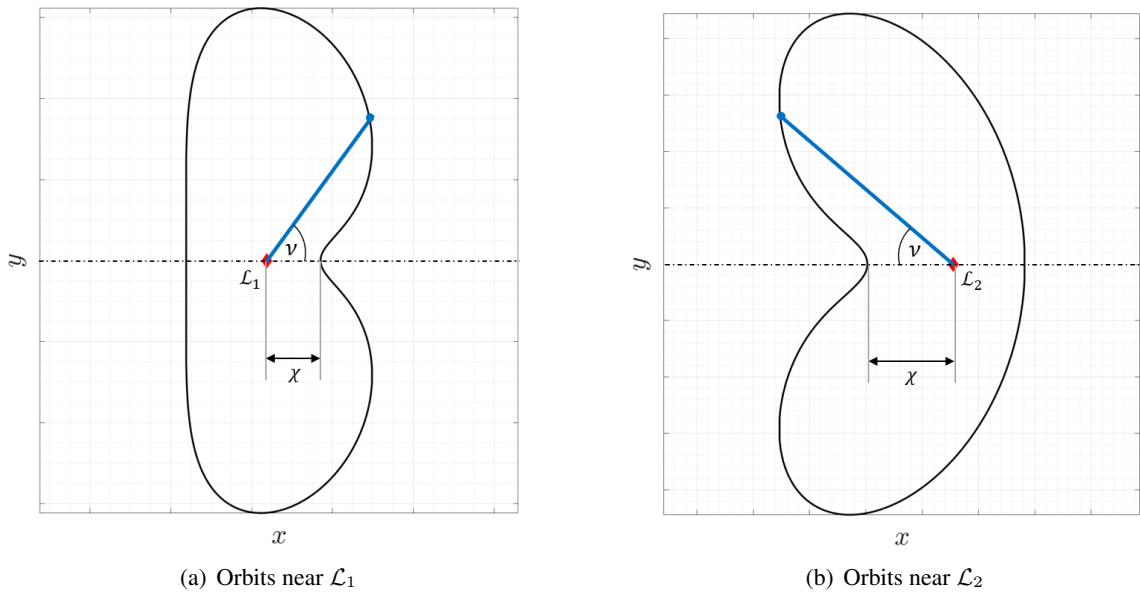 y
ν
ℒ₁
χ
x
(a) Orbits near ℒ₁
y
ν
ℒ₂
χ
x
(b) Orbits near ℒ₂